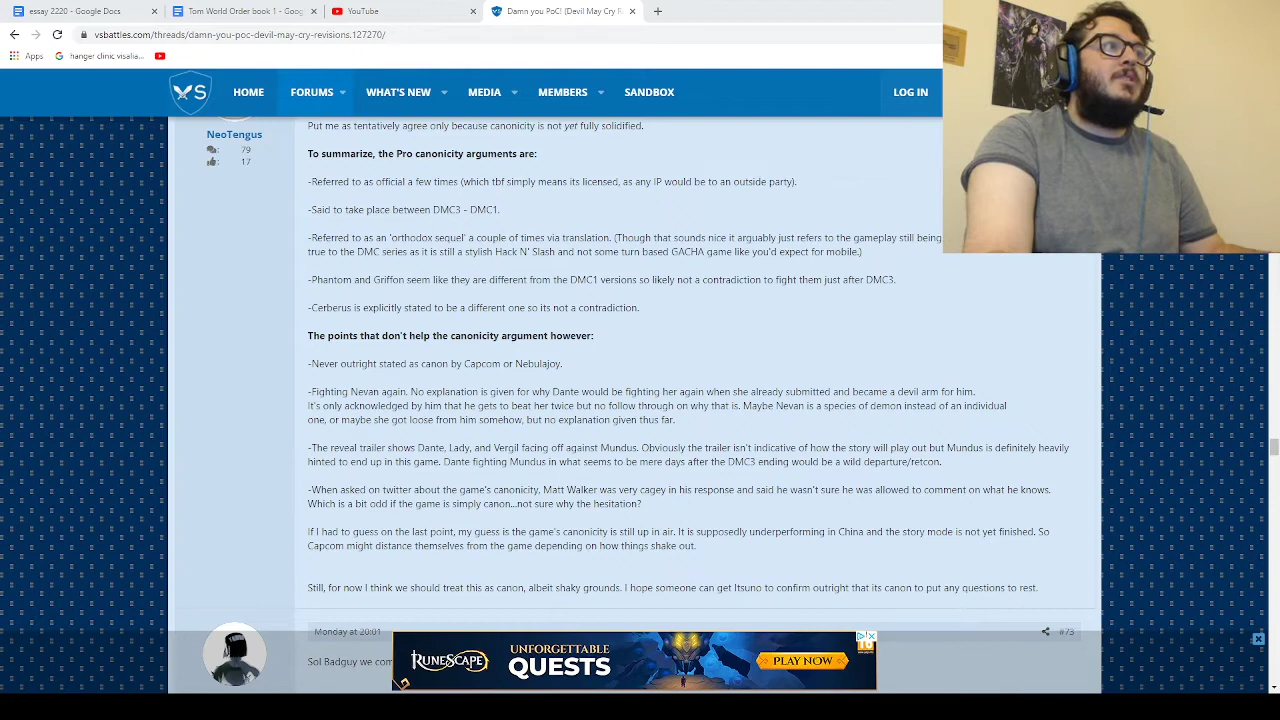 essay 2220 - Google Docs
Tom World Order book 1 - Goog
YouTube
Damn you PoC! (Devil May Cry R
vsbattles.com/threads/damn-you-poc-devil-may-cry-revisions.127270/
Apps
hanger clinic visalia...
VS
HOME
FORUMS
WHAT'S NEW
MEDIA
MEMBERS
SANDBOX
LOG IN
NeoTengus
79
17
Put me as tentatively agree only because canonicity is not yet fully solidified.
To summarize, the Pro canonicity arguments are:
-Referred to as official a few times (which tbf simply means its licensed, as any IP would be to an outside party).
-Said to take place between DMC3 - DMC1.
-Referred to as an 'orthodox sequel' a couple of times via translation. (Though that sounds nice it arguably just refers to the gameplay still being
true to the DMC series as it is still a stylish Hack N' Slash and not some turn based GACHA game like you'd expect for mobile.)
-Phantom and Griffon seem like they are different from the DMC1 versions so likely not a contradiction to fight them just after DMC3.
-Cerberus is explicitly stated to be a different one so its not a contradiction.
The points that don't help the canonicity argument however:
-Never outright stated as canon by Capcom or Nebulajoy.
-Fighting Nevan again. No explanation is given for why Dante would be fighting her again when she already submitted and became a devil arm for him.
It's only acknowledged by him that he gets to beat her twice but no follow through on why that is. Maybe Nevan is a species of demon instead of an individual
one, or maybe she got away from him somehow, but no explanation given thus far.
-The reveal trailer shows Dante, Lady, and Vergil facing off against Mundus. Obviously the trailer isn't indicative of how the story will play out but Mundus is definitely heavily
hinted to end up in this game. Dante fighting Mundus in what seems to be mere days after the DMC3 ending would be a wild departure/retcon.
-When asked on twitter about the game's canonicity, Matt Walker was very cagey in his response and said he wasn't sure he was allowed to comment on what he knows.
Which is a bit odd if the game is simply canon...not sure why the hesitation?
If I had to guess on the last point, I'd guess is the game's canonicity is still up in air. It is supposedly underperforming in China and the story mode is not yet finished. So
Capcom might distance themselves from the game depending on how things shake out.
Still, for now I think we should treat this as canon, albeit shaky grounds. I hope someone can get Itsuno to confirm outright that its canon to put any questions to rest.
Monday at 20:01
#73
Sol Badguy, we com
UNFORGETTABLE
QUESTS
PLAY NOW